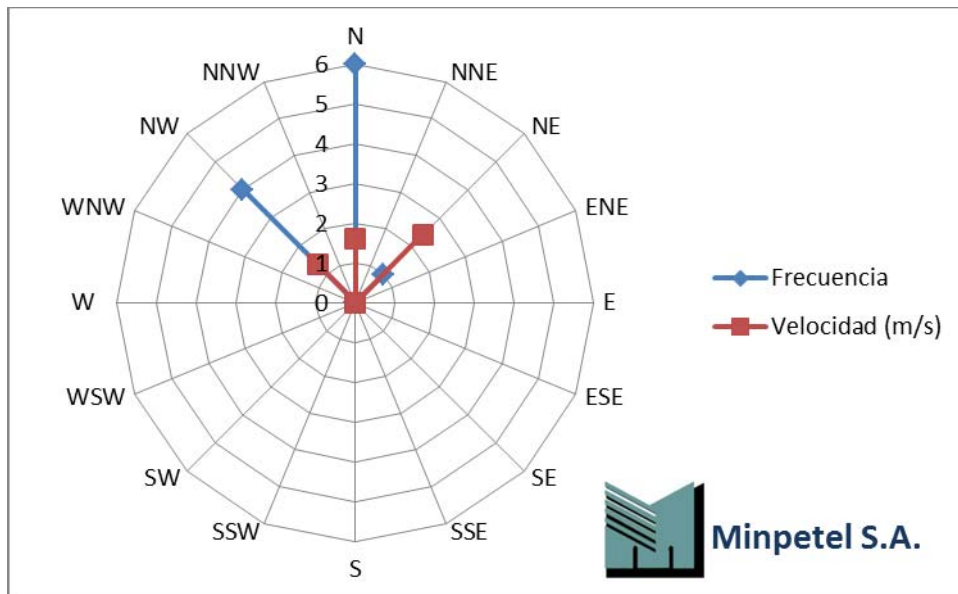 N
NNW
NNE
NW
NE
WNW
ENE
W
E
WSW
ESE
SW
SE
SSW
SSE
S
6
5
4
3
2
1
0
Frecuencia
Velocidad (m/s)
Minpetel S.A.